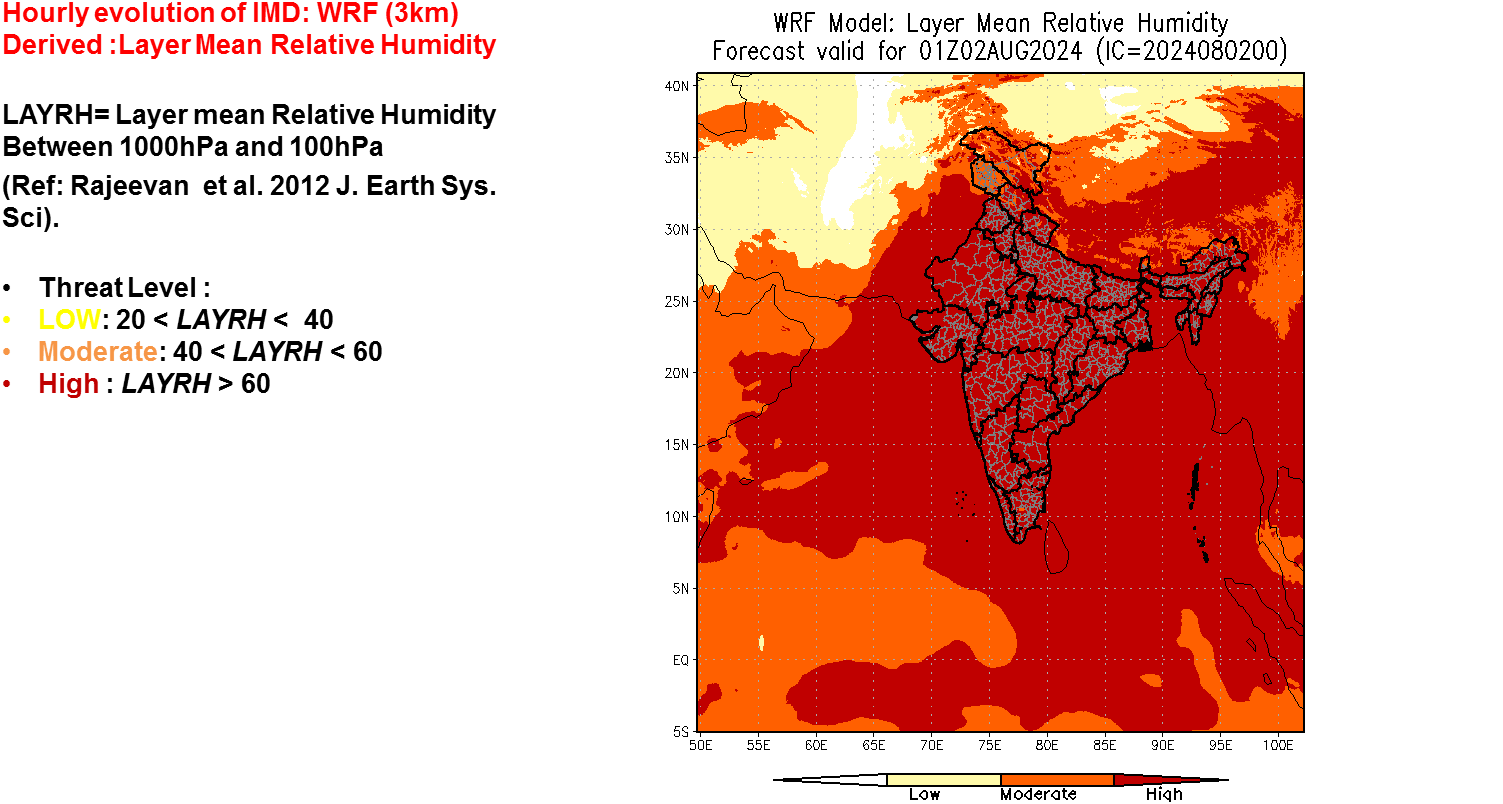 Hourly evolution of IMD: WRF (3km)
Derived :Layer Mean Relative Humidity
LAYRH= Layer mean Relative Humidity
Between 1000hPa and 100hPa
(Ref: Rajeevan et al. 2012 J. Earth Sys.
Sci).
• Threat Level :
• LOW: 20 < LAYRH < 40
• Moderate: 40 < LAYRH < 60
• High : LAYRH > 60
WRF Model: Layer Mean Relative Humidity
Forecast valid for 01Z02AUG2024 (IC=2024080200)
40N
35N
30N
25N
20N
15N
10N
5N
EQ
5S
50E 55E 60E 65E 70E 75E 80E 85E 90E 95E 100E
Low Moderate High